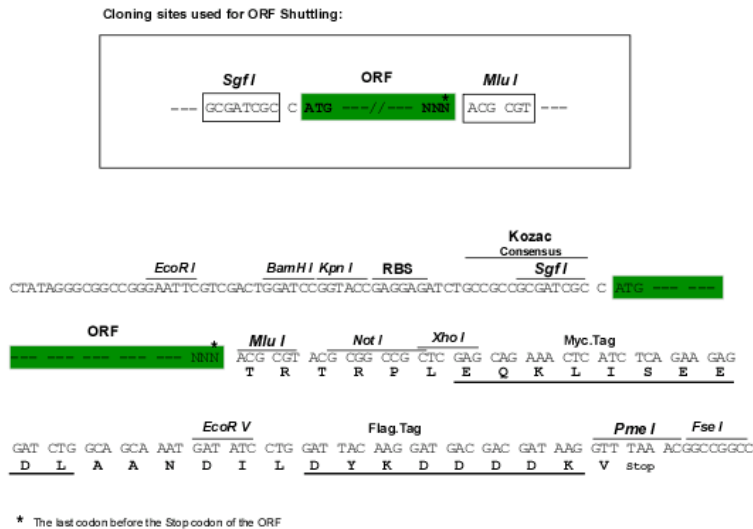 Cloning sites used for ORF Shuttling:
Sgf I ORF Mlu I
*
--- GCGATCGC C ATG ---//--- NNN ACG CGT ---
Kozac
Consensus
EcoR I BamH I Kpn I RBS Sgf I
CTATAGGGCGGCCGGGAATTCGTCGACTGGATCCGGTACCGAGGAGATCTGCCGCCGCGATCGC C ATG --- ---
ORF Mlu I Not I Xho I Myc.Tag
*
--- --- --- --- --- --- NNN ACG CGT ACG CGG CCG CTC GAG CAG AAA CTC ATC TCA GAA GAG
T R T R P L E Q K L I S E E
EcoR V Flag.Tag Pme I Fse I
GAT CTG GCA GCA AAT GAT ATC CTG GAT TAC AAG GAT GAC GAC GAT AAG GTT TAA ACGGCCGGCC
D L A A N D I L D Y K D D D D K V Stop
* The last codon before the Stop codon of the ORF